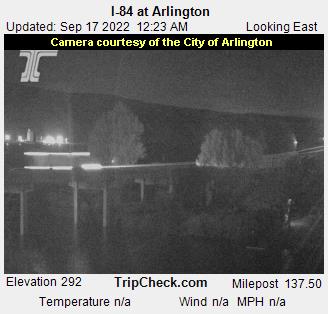 I-84 at Arlington
Updated: Sep 17 2022 12:23 AM Looking East
Camera courtesy of the City of Arlington
Elevation 292 TripCheck.com Milepost 137.50
Temperature n/a Wind n/a MPH n/a